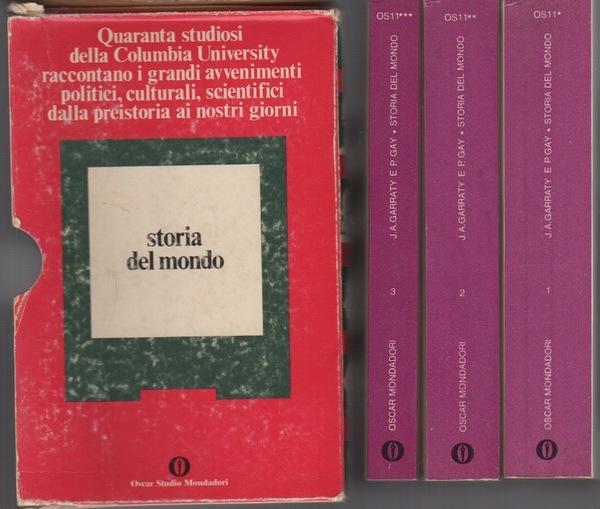 Quaranta studiosi
della Columbia University
raccontano i grandi avvenimenti
politici, culturali, scientifici
dalla preistoria ai nostri giorni
storia
del mondo
Oscar Studio Mondadori
OS11***
J.A.GARRATY E P.GAY • STORIA DEL MONDO
3
OSCAR MONDADORI
OS11**
J.A.GARRATY E P.GAY • STORIA DEL MONDO
2
OSCAR MONDADORI
OS11*
J.A.GARRATY E P.GAY • STORIA DEL MONDO
1
OSCAR MONDADORI